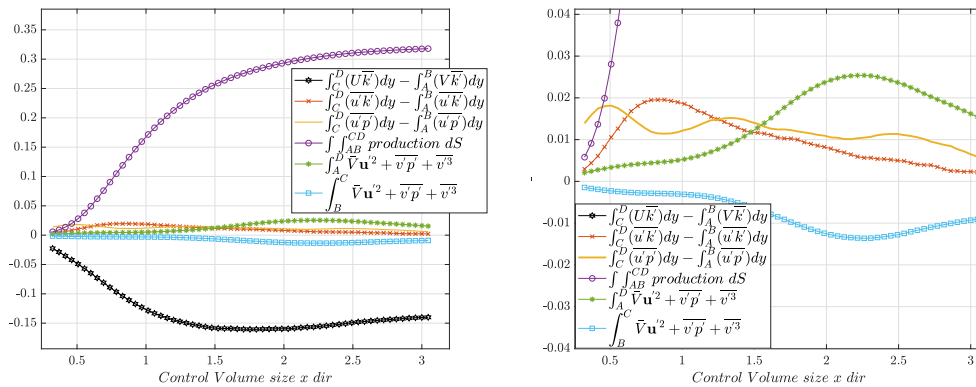 0.35
0.3
0.25
0.2
0.15
0.1
0.05
0
-0.05
-0.1
-0.15
0.5 1 1.5 2 2.5 3
Control Volume size x dir
∫_C^D(U\overline{k'})dy − ∫_A^B(V\overline{k'})dy
∫_C^D(\overline{u'k'})dy − ∫_A^B(\overline{u'k'})dy
∫_C^D(\overline{u'p'})dy − ∫_A^B(\overline{u'p'})dy
∫ ∫_{AB}^{CD} production dS
∫_A^D \bar{V}𝐮'^2 + \overline{v'p'} + \overline{v'^3}
∫_B^C \bar{V}𝐮'^2 + \overline{v'p'} + \overline{v'^3}
0.04
0.03
0.02
0.01
0
-0.01
-0.02
-0.03
-0.04
-
0.5 1 1.5 2 2.5 3
Control Volume size x dir
∫_C^D(U\overline{k'})dy − ∫_A^B(V\overline{k'})dy
∫_C^D(\overline{u'k'})dy − ∫_A^B(\overline{u'k'})dy
∫_C^D(\overline{u'p'})dy − ∫_A^B(\overline{u'p'})dy
∫ ∫_{AB}^{CD} production dS
∫_A^D \bar{V}𝐮'^2 + \overline{v'p'} + \overline{v'^3}
∫_B^C \bar{V}𝐮'^2 + \overline{v'p'} + \overline{v'^3}